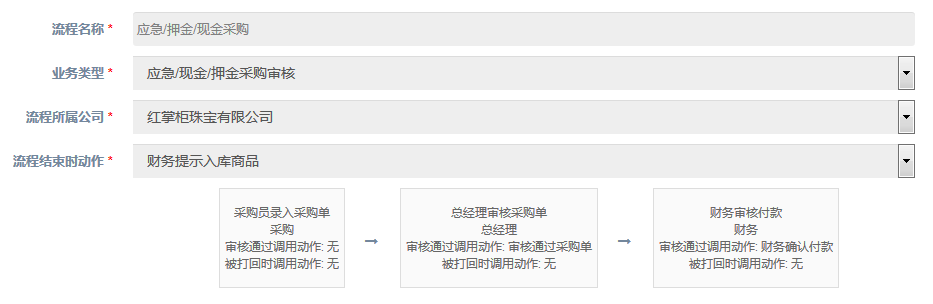 流程名称 * 应急/押金/现金采购
业务类型 * 应急/现金/押金采购审核
流程所属公司 * 红掌柜珠宝有限公司
流程结束时动作 * 财务提示入库商品
采购员录入采购单
采购
审核通过调用动作: 无
被打回时调用动作: 无
→
总经理审核采购单
总经理
审核通过调用动作: 审核通过采购单
被打回时调用动作: 无
→
财务审核付款
财务
审核通过调用动作: 财务确认付款
被打回时调用动作: 无